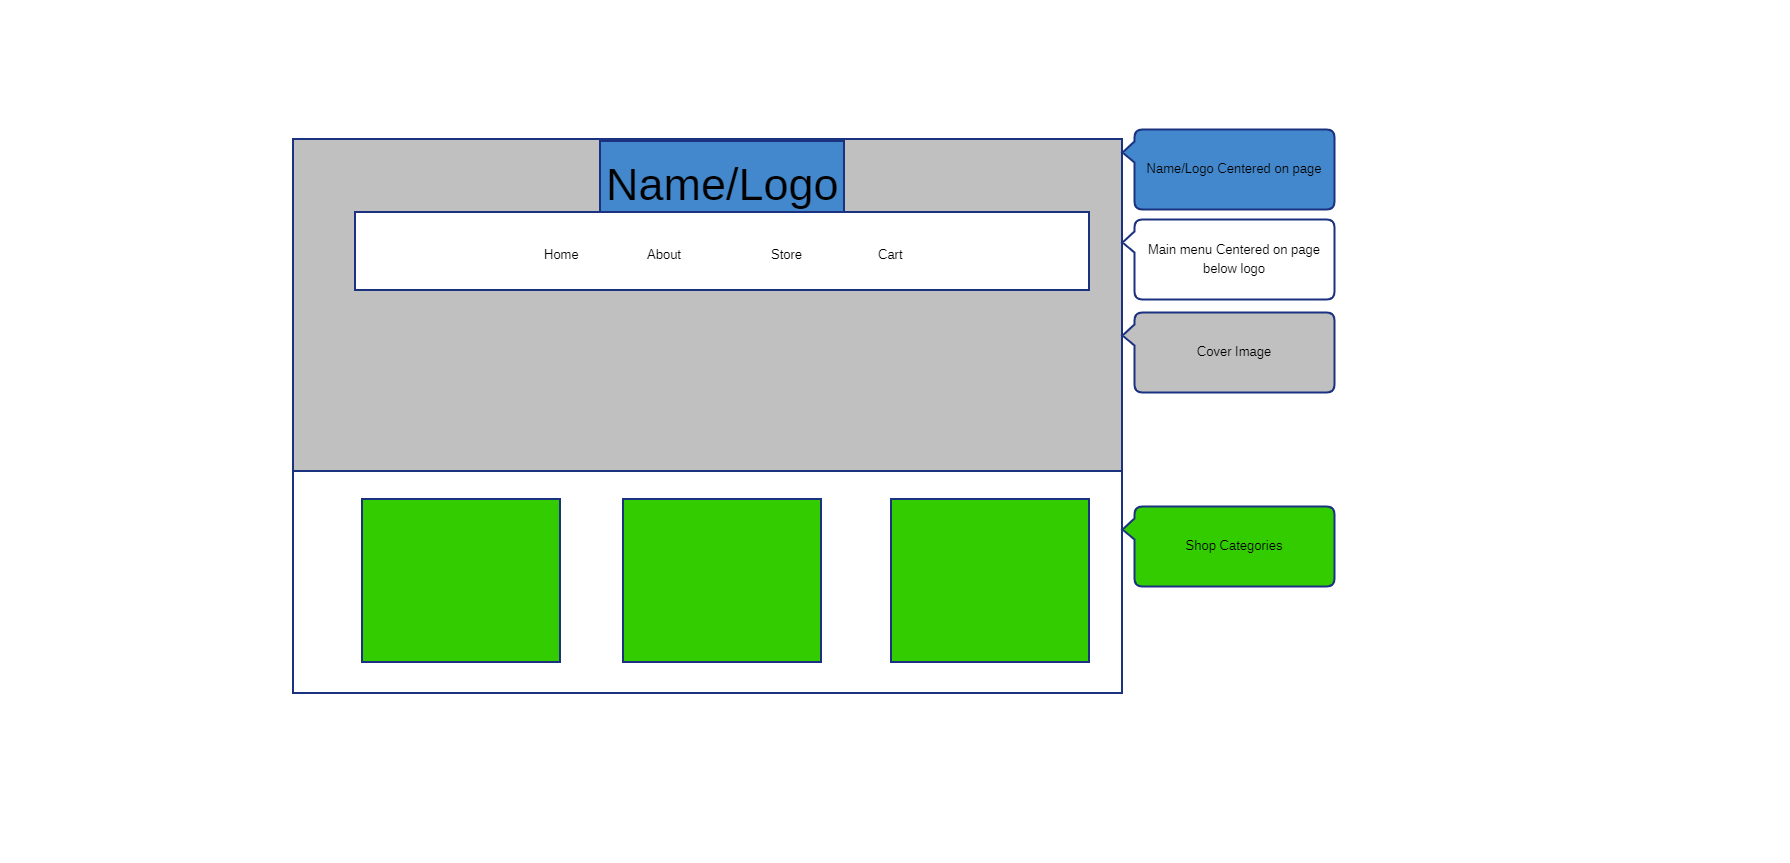 Name/Logo
Home About Store Cart
Name/Logo Centered on page
Main menu Centered on page
below logo
Cover Image
Shop Categories